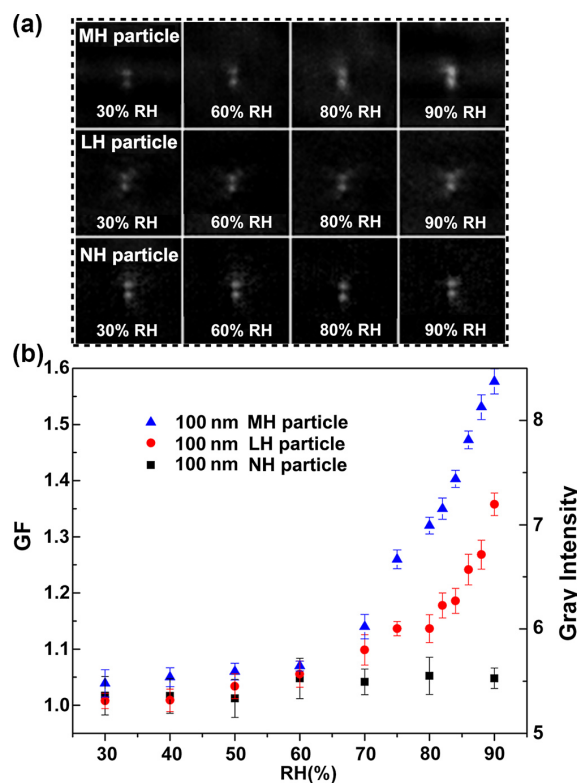 (a)
MH particle
30% RH 60% RH 80% RH 90% RH
LH particle
30% RH 60% RH 80% RH 90% RH
NH particle
30% RH 60% RH 80% RH 90% RH
(b)
1.6
1.5
1.4
1.3
1.2
1.1
1.0
GF
100 nm MH particle
100 nm LH particle
100 nm NH particle
8
7
6
5
Gray Intensity
30 40 50 60 70 80 90
RH(%)